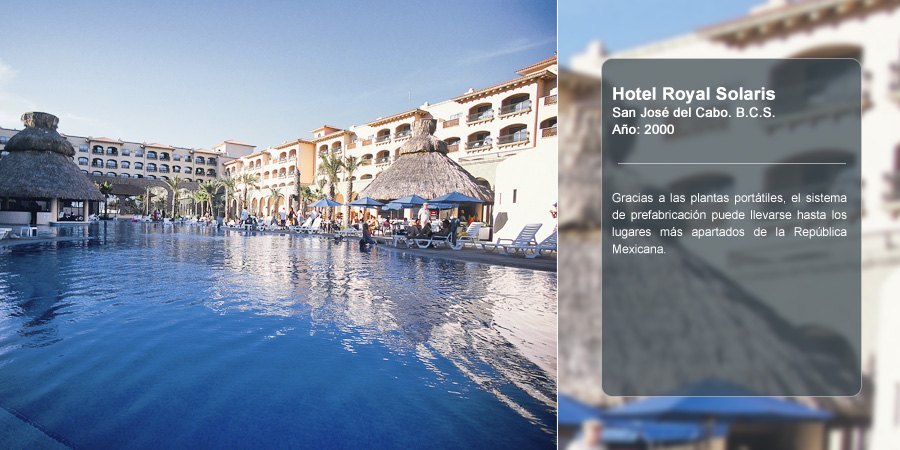 Hotel Royal Solaris
San José del Cabo. B.C.S.
Año: 2000
Gracias a las plantas portátiles, el sistema
de prefabricación puede llevarse hasta los
lugares más apartados de la República
Mexicana.